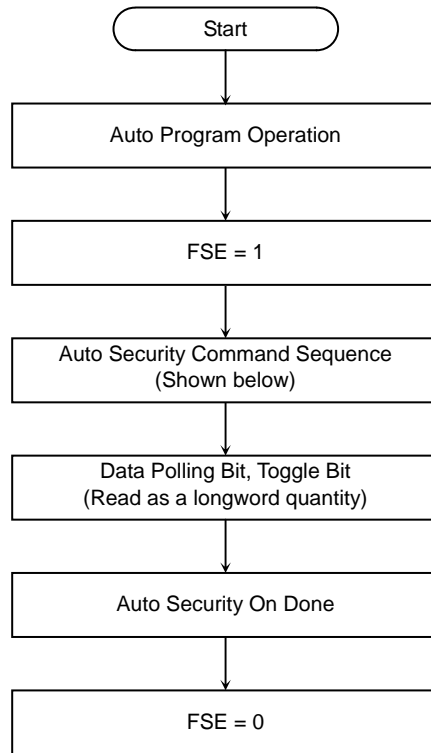 Start
Auto Program Operation
FSE = 1
Auto Security Command Sequence
(Shown below)
Data Polling Bit, Toggle Bit
(Read as a longword quantity)
Auto Security On Done
FSE = 0